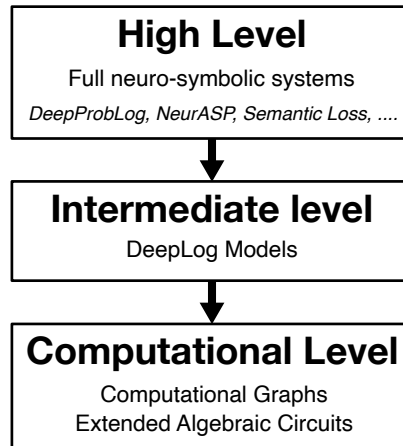 High Level
Full neuro-symbolic systems
DeepProbLog, NeurASP, Semantic Loss, ....
Intermediate level
DeepLog Models
Computational Level
Computational Graphs
Extended Algebraic Circuits